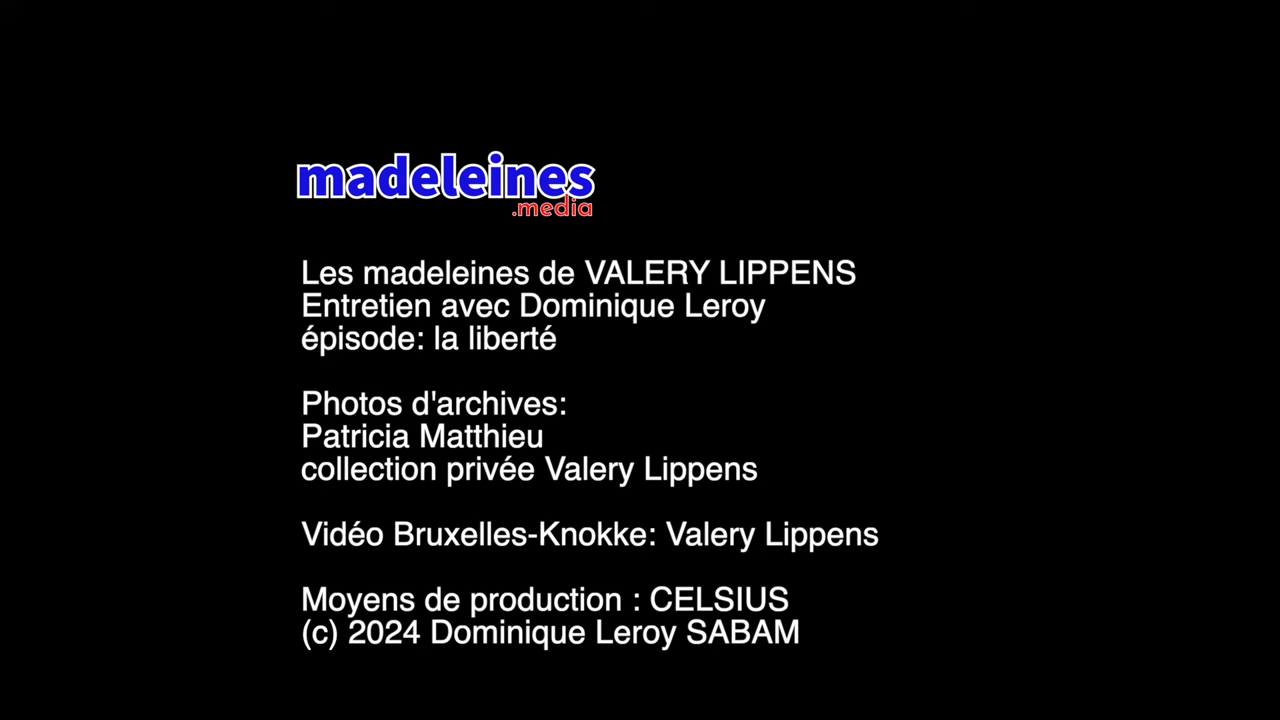 madeleines
.media
Les madeleines de VALERY LIPPENS
Entretien avec Dominique Leroy
épisode: la liberté
Photos d'archives:
Patricia Matthieu
collection privée Valery Lippens
Vidéo Bruxelles-Knokke: Valery Lippens
Moyens de production : CELSIUS
(c) 2024 Dominique Leroy SABAM